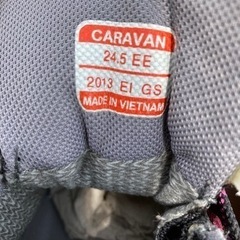 CARAVAN
24.5 EE
2013 EI GS
MADE IN VIETNAM